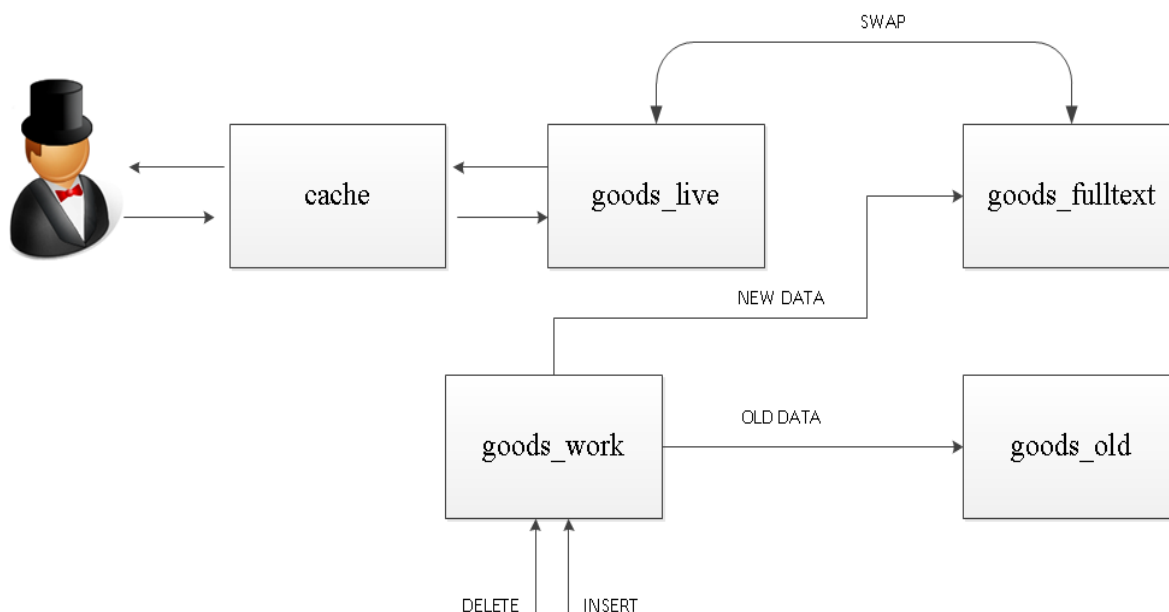 SWAP
cache
goods_live
goods_fulltext
NEW DATA
goods_work
OLD DATA
goods_old
DELETE
INSERT